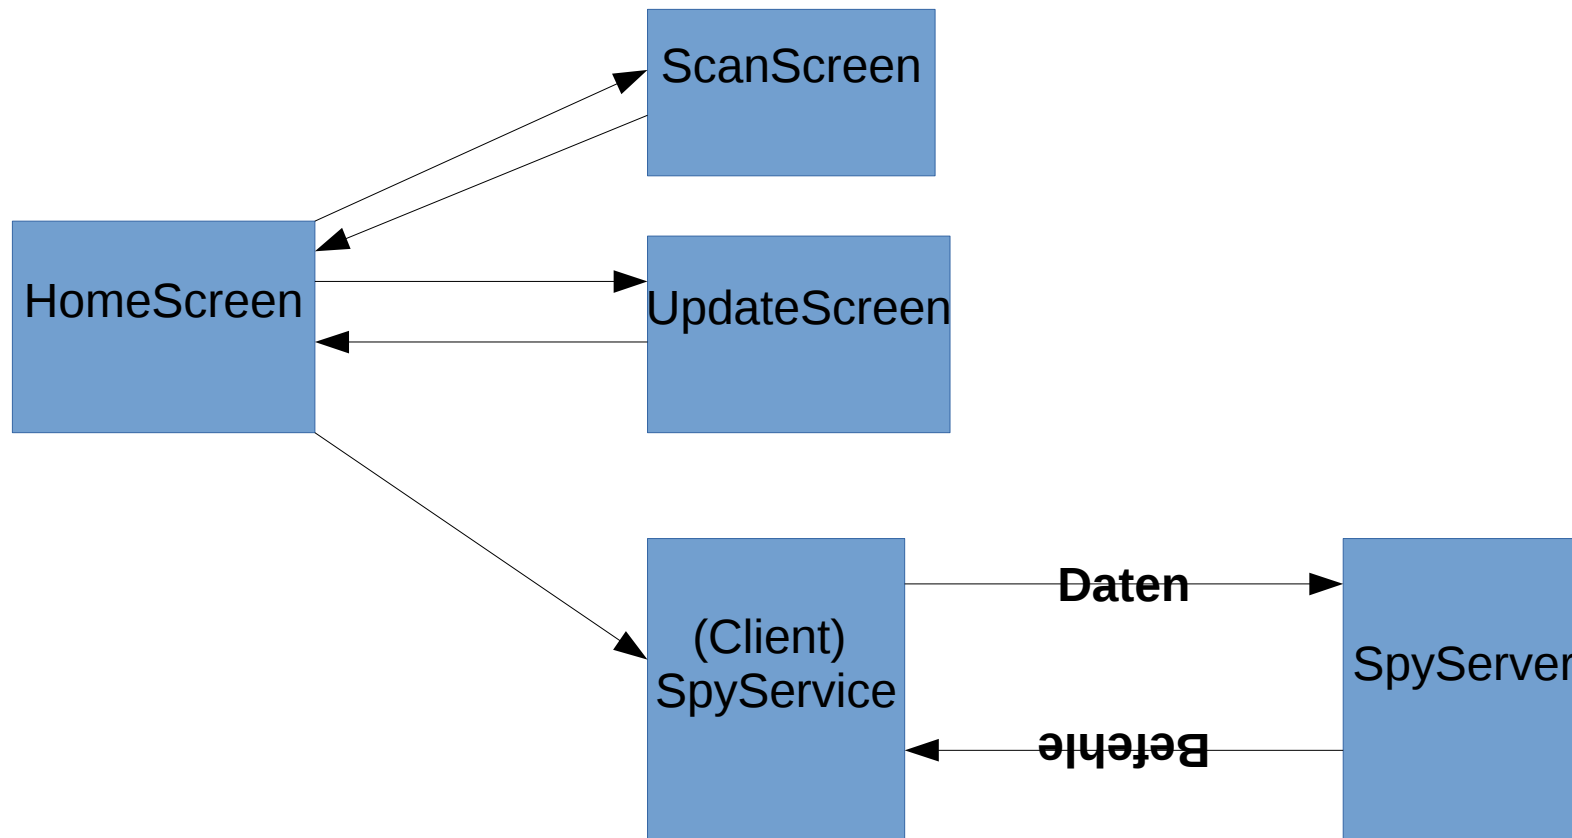 ScanScreen
HomeScreen
UpdateScreen
Daten
(Client)
SpyService
SpyServer
Befehle